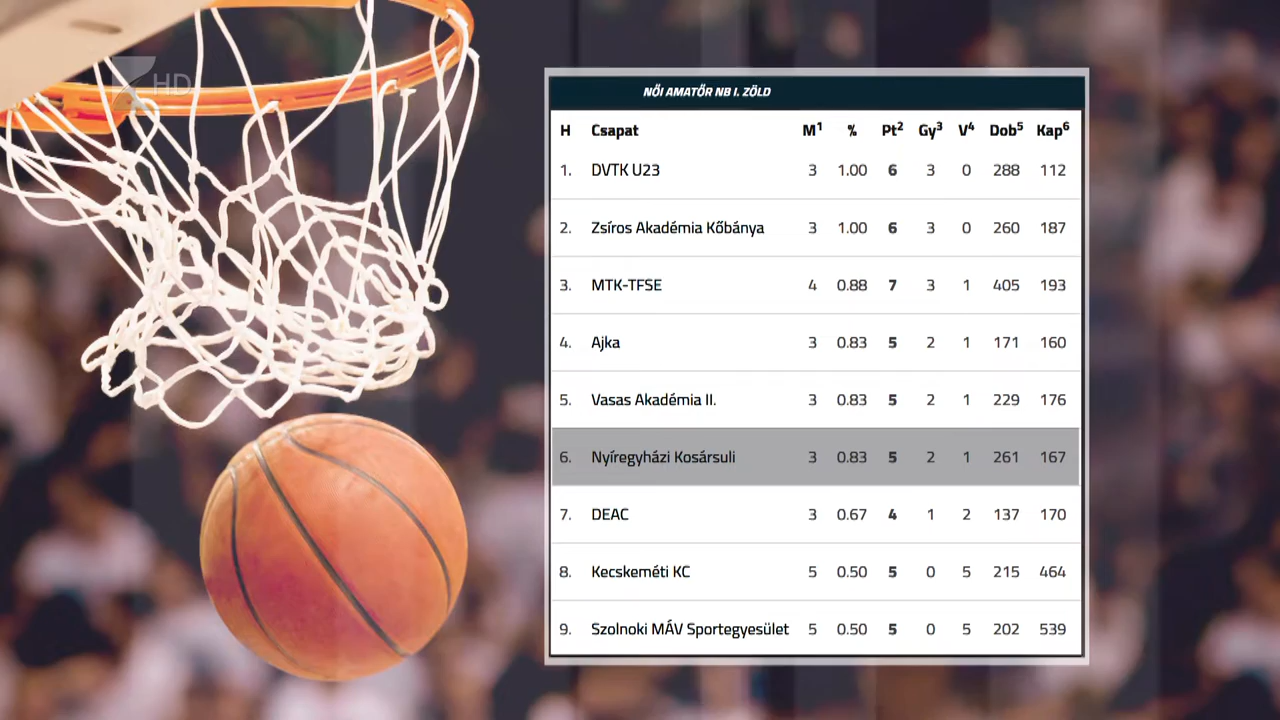 HD
NŐI AMATŐR NB I. ZÖLD
H Csapat M¹ % Pt² Gy³ V⁴ Dob⁵ Kap⁶
1. DVTK U23 3 1.00 6 3 0 288 112
2. Zsíros Akadémia Kőbánya 3 1.00 6 3 0 260 187
3. MTK-TFSE 4 0.88 7 3 1 405 193
4. Ajka 3 0.83 5 2 1 171 160
5. Vasas Akadémia II. 3 0.83 5 2 1 229 176
6. Nyíregyházi Kosársuli 3 0.83 5 2 1 261 167
7. DEAC 3 0.67 4 1 2 137 170
8. Kecskeméti KC 5 0.50 5 0 5 215 464
9. Szolnoki MÁV Sportegyesület 5 0.50 5 0 5 202 539